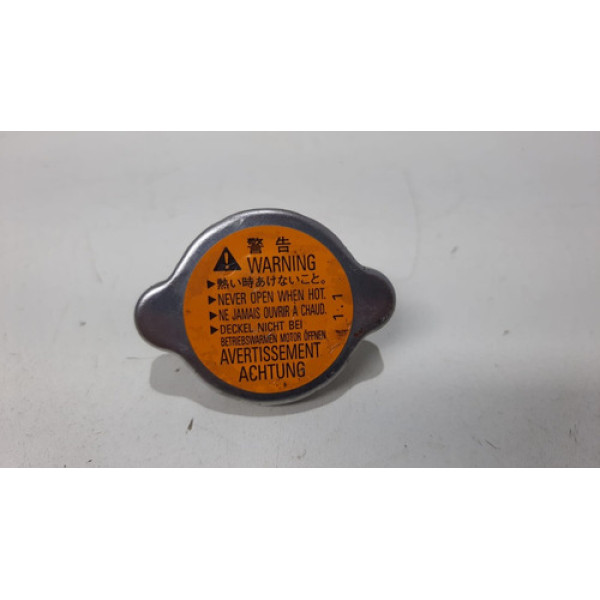 警告
WARNING
▶熱い時あけないこと。
▶NEVER OPEN WHEN HOT.
▶NE JAMAIS OUVRIR À CHAUD.
▶DECKEL NICHT BEI
BETRIEBSWARMEN MOTOR ÖFFNEN.
AVERTISSEMENT
ACHTUNG
1.1